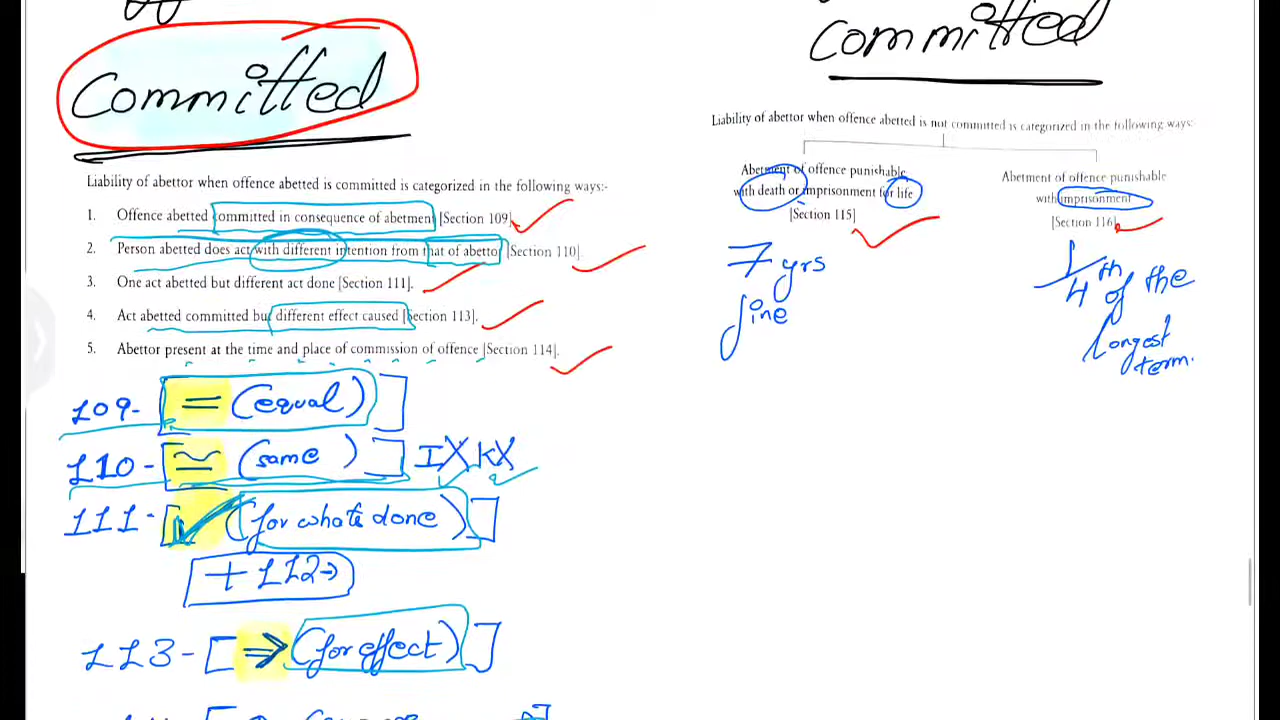 Committed
Liability of abettor when offence abetted is committed is categorized in the following ways:-
1. Offence abetted committed in consequence of abetment [Section 109].
2. Person abetted does act with different intention from that of abettor [Section 110].
3. One act abetted but different act done [Section 111].
4. Act abetted committed but different effect caused [Section 113].
5. Abettor present at the time and place of commission of offence [Section 114].
109- [= (equal)]
110- [≃ (same )] IX KX
111- [✓ (for whats done)]
+112→
113- [⇒ (for effect)]
Committed
Liability of abettor when offence abetted is not committed is categorized in the following ways:
Abetment of offence punishable
with death or imprisonment for life
[Section 115]
7 yrs
fine
Abetment of offence punishable
with imprisonment
[Section 116]
1/4th of the
longest
term.